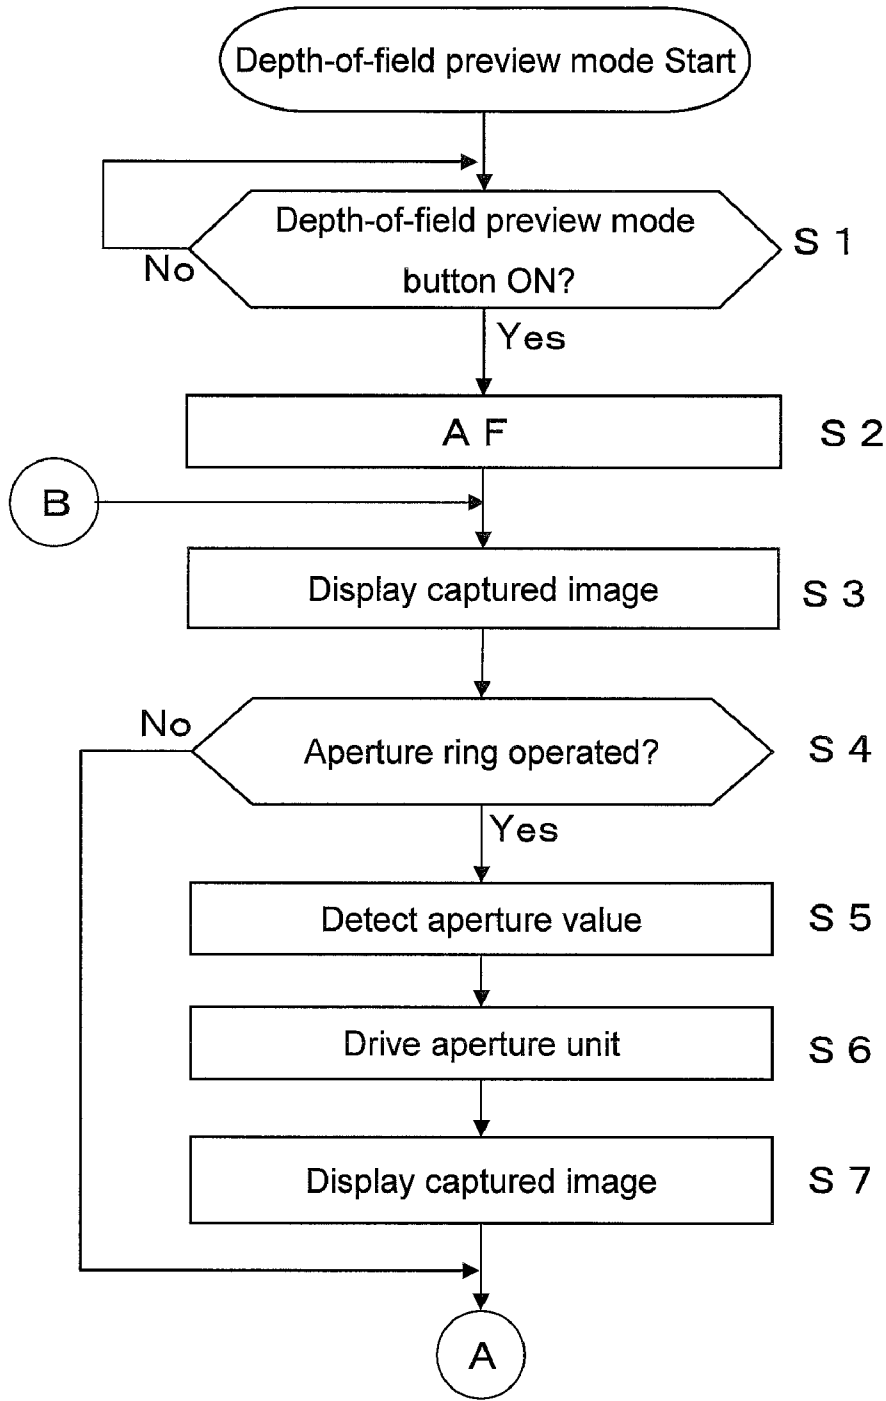 Depth-of-field preview mode Start
Depth-of-field preview mode
button ON?
S 1
No
Yes
A F
S 2
B
Display captured image
S 3
No
Aperture ring operated?
S 4
Yes
Detect aperture value
S 5
Drive aperture unit
S 6
Display captured image
S 7
A